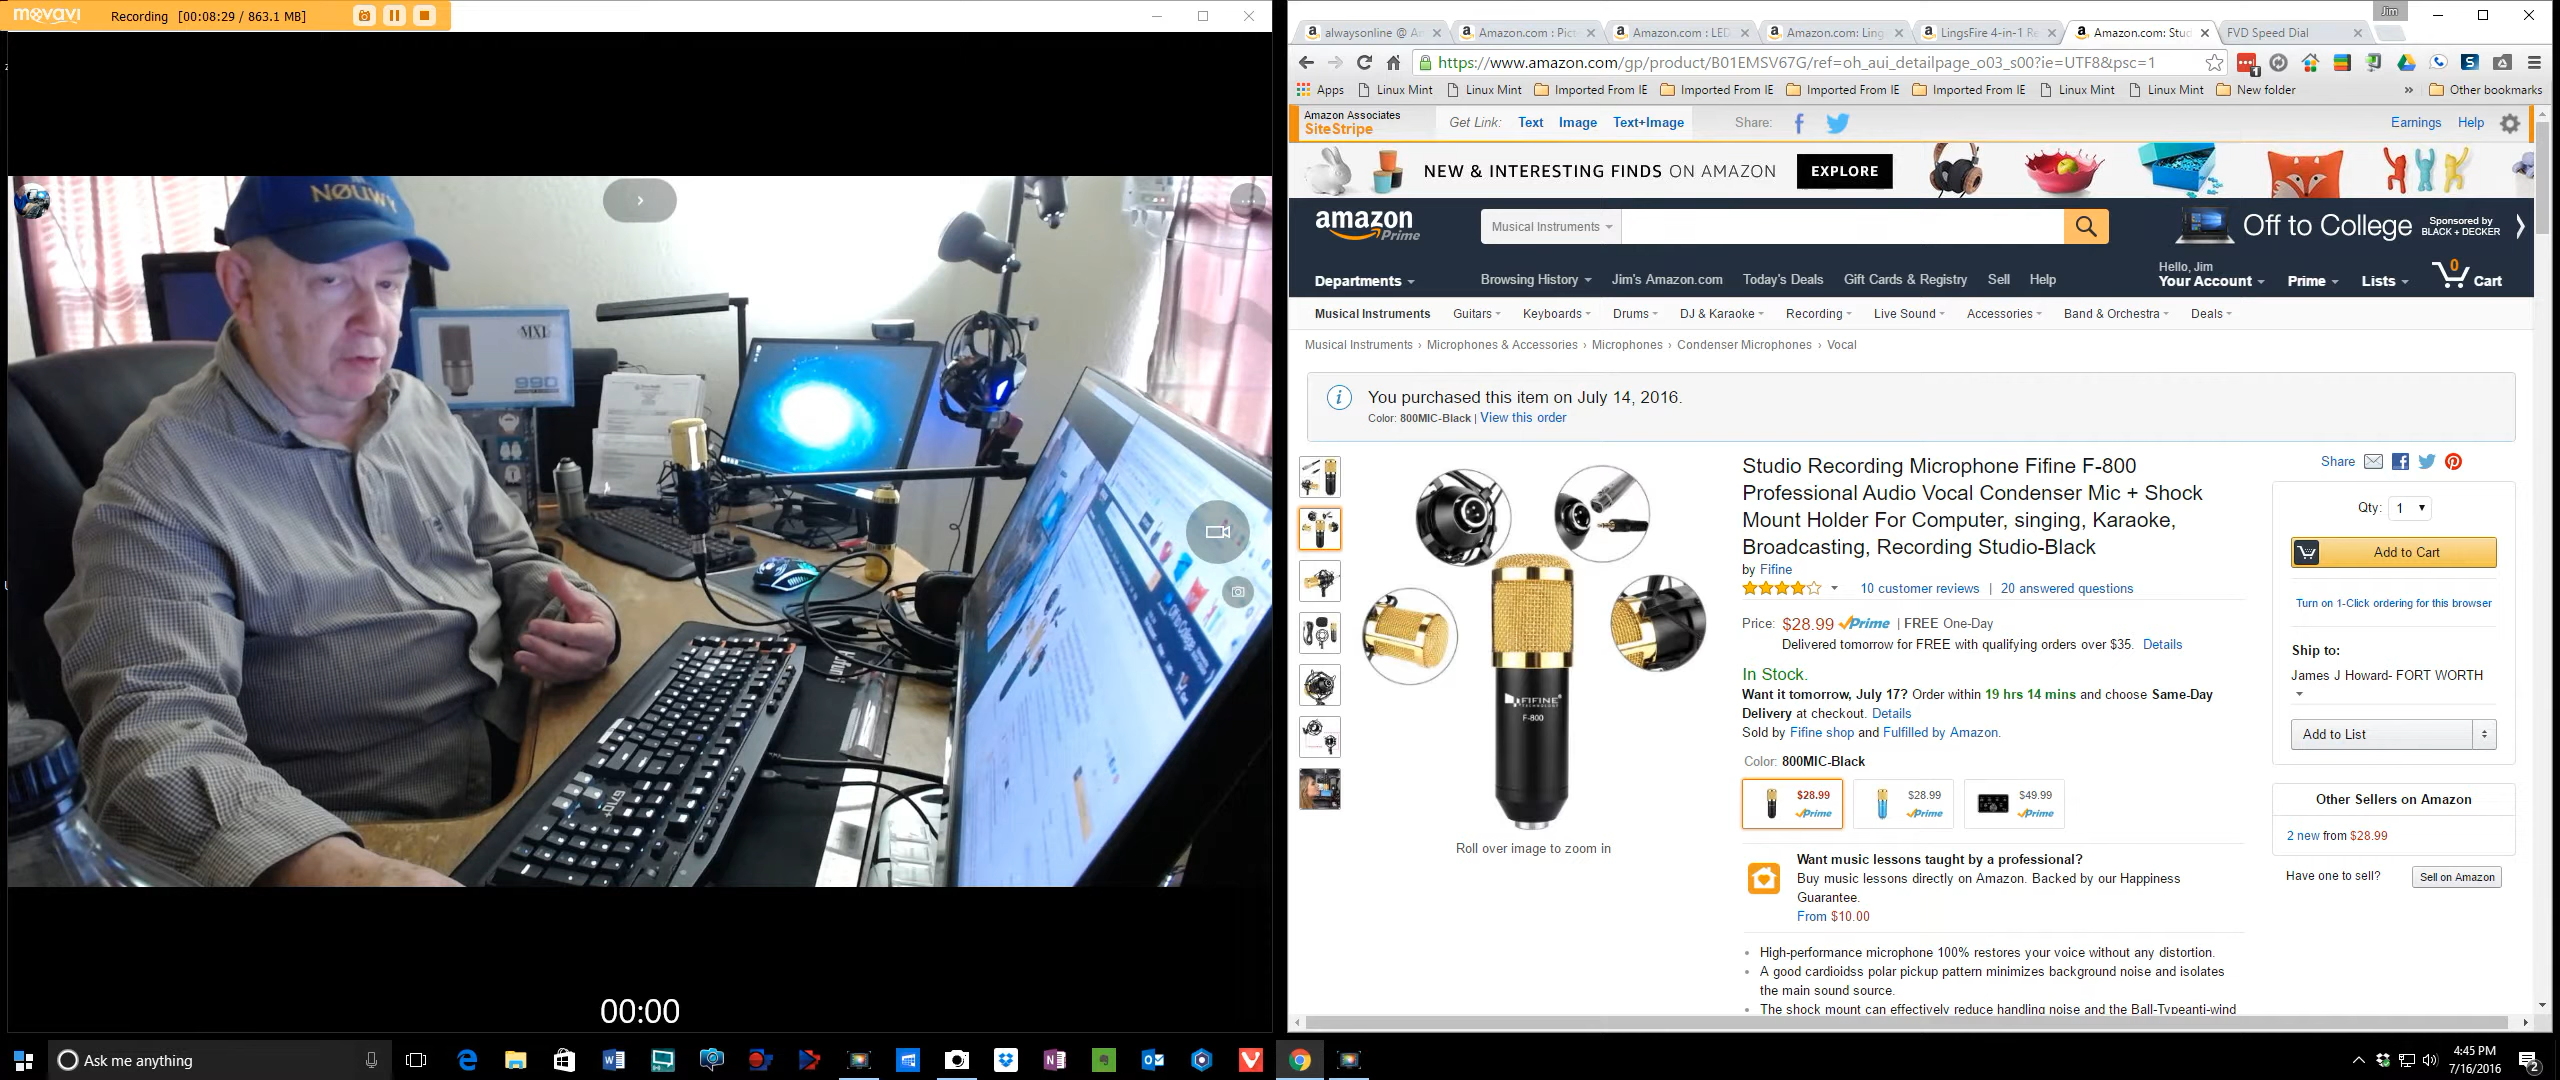 movavi
Recording [00:08:29 / 863.1 MB]
NØUWY
MXL
990
00:00
Jim
alwaysonline @ A
Amazon.com : Pict
Amazon.com : LED
Amazon.com: Ling
LingsFire 4-in-1 Re
Amazon.com: Stud
FVD Speed Dial
https://www.amazon.com/gp/product/B01EMSV67G/ref=oh_aui_detailpage_o03_s00?ie=UTF8&psc=1
Apps
Linux Mint
Linux Mint
Imported From IE
Imported From IE
Imported From IE
Imported From IE
Linux Mint
Linux Mint
New folder
»
Other bookmarks
Amazon Associates
SiteStripe
Get Link: Text Image Text+Image
Share:
Earnings Help
NEW & INTERESTING FINDS ON AMAZON EXPLORE
amazon
Prime
Musical Instruments
Off to College
Sponsored by
BLACK + DECKER
Departments
Browsing History
Jim's Amazon.com
Today's Deals
Gift Cards & Registry
Sell
Help
Hello, Jim
Your Account
Prime
Lists
0
Cart
Musical Instruments
Guitars
Keyboards
Drums
DJ & Karaoke
Recording
Live Sound
Accessories
Band & Orchestra
Deals
Musical Instruments › Microphones & Accessories › Microphones › Condenser Microphones › Vocal
You purchased this item on July 14, 2016.
Color: 800MIC-Black | View this order
FIFINE
TECHNOLOGY
F-800
Roll over image to zoom in
Studio Recording Microphone Fifine F-800
Professional Audio Vocal Condenser Mic + Shock
Mount Holder For Computer, singing, Karaoke,
Broadcasting, Recording Studio-Black
by Fifine
10 customer reviews | 20 answered questions
Price: $28.99 Prime | FREE One-Day
Delivered tomorrow for FREE with qualifying orders over $35. Details
In Stock.
Want it tomorrow, July 17? Order within 19 hrs 14 mins and choose Same-Day
Delivery at checkout. Details
Sold by Fifine shop and Fulfilled by Amazon.
Color: 800MIC-Black
$28.99
Prime
$28.99
Prime
$49.99
Prime
Want music lessons taught by a professional?
Buy music lessons directly on Amazon. Backed by our Happiness
Guarantee.
From $10.00
• High-performance microphone 100% restores your voice without any distortion.
• A good cardioidss polar pickup pattern minimizes background noise and isolates
the main sound source.
• The shock mount can effectively reduce handling noise and the Ball-Typeanti-wind
Share
Qty: 1
Add to Cart
Turn on 1-Click ordering for this browser
Ship to:
James J Howard- FORT WORTH
Add to List
Other Sellers on Amazon
2 new from $28.99
Have one to sell?
Sell on Amazon
Ask me anything
4:45 PM
7/16/2016
2